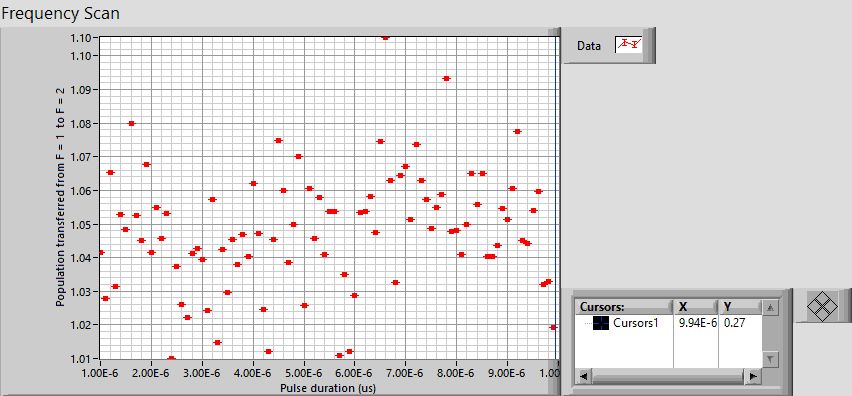 Frequency Scan
Data
Population transferred from F = 1 to F = 2
1.10
1.10
1.09
1.08
1.07
1.06
1.05
1.04
1.03
1.02
1.01
1.00E-6 2.00E-6 3.00E-6 4.00E-6 5.00E-6 6.00E-6 7.00E-6 8.00E-6 9.00E-6 1.00
Pulse duration (us)
Cursors: X Y
Cursors1 9.94E-6 0.27